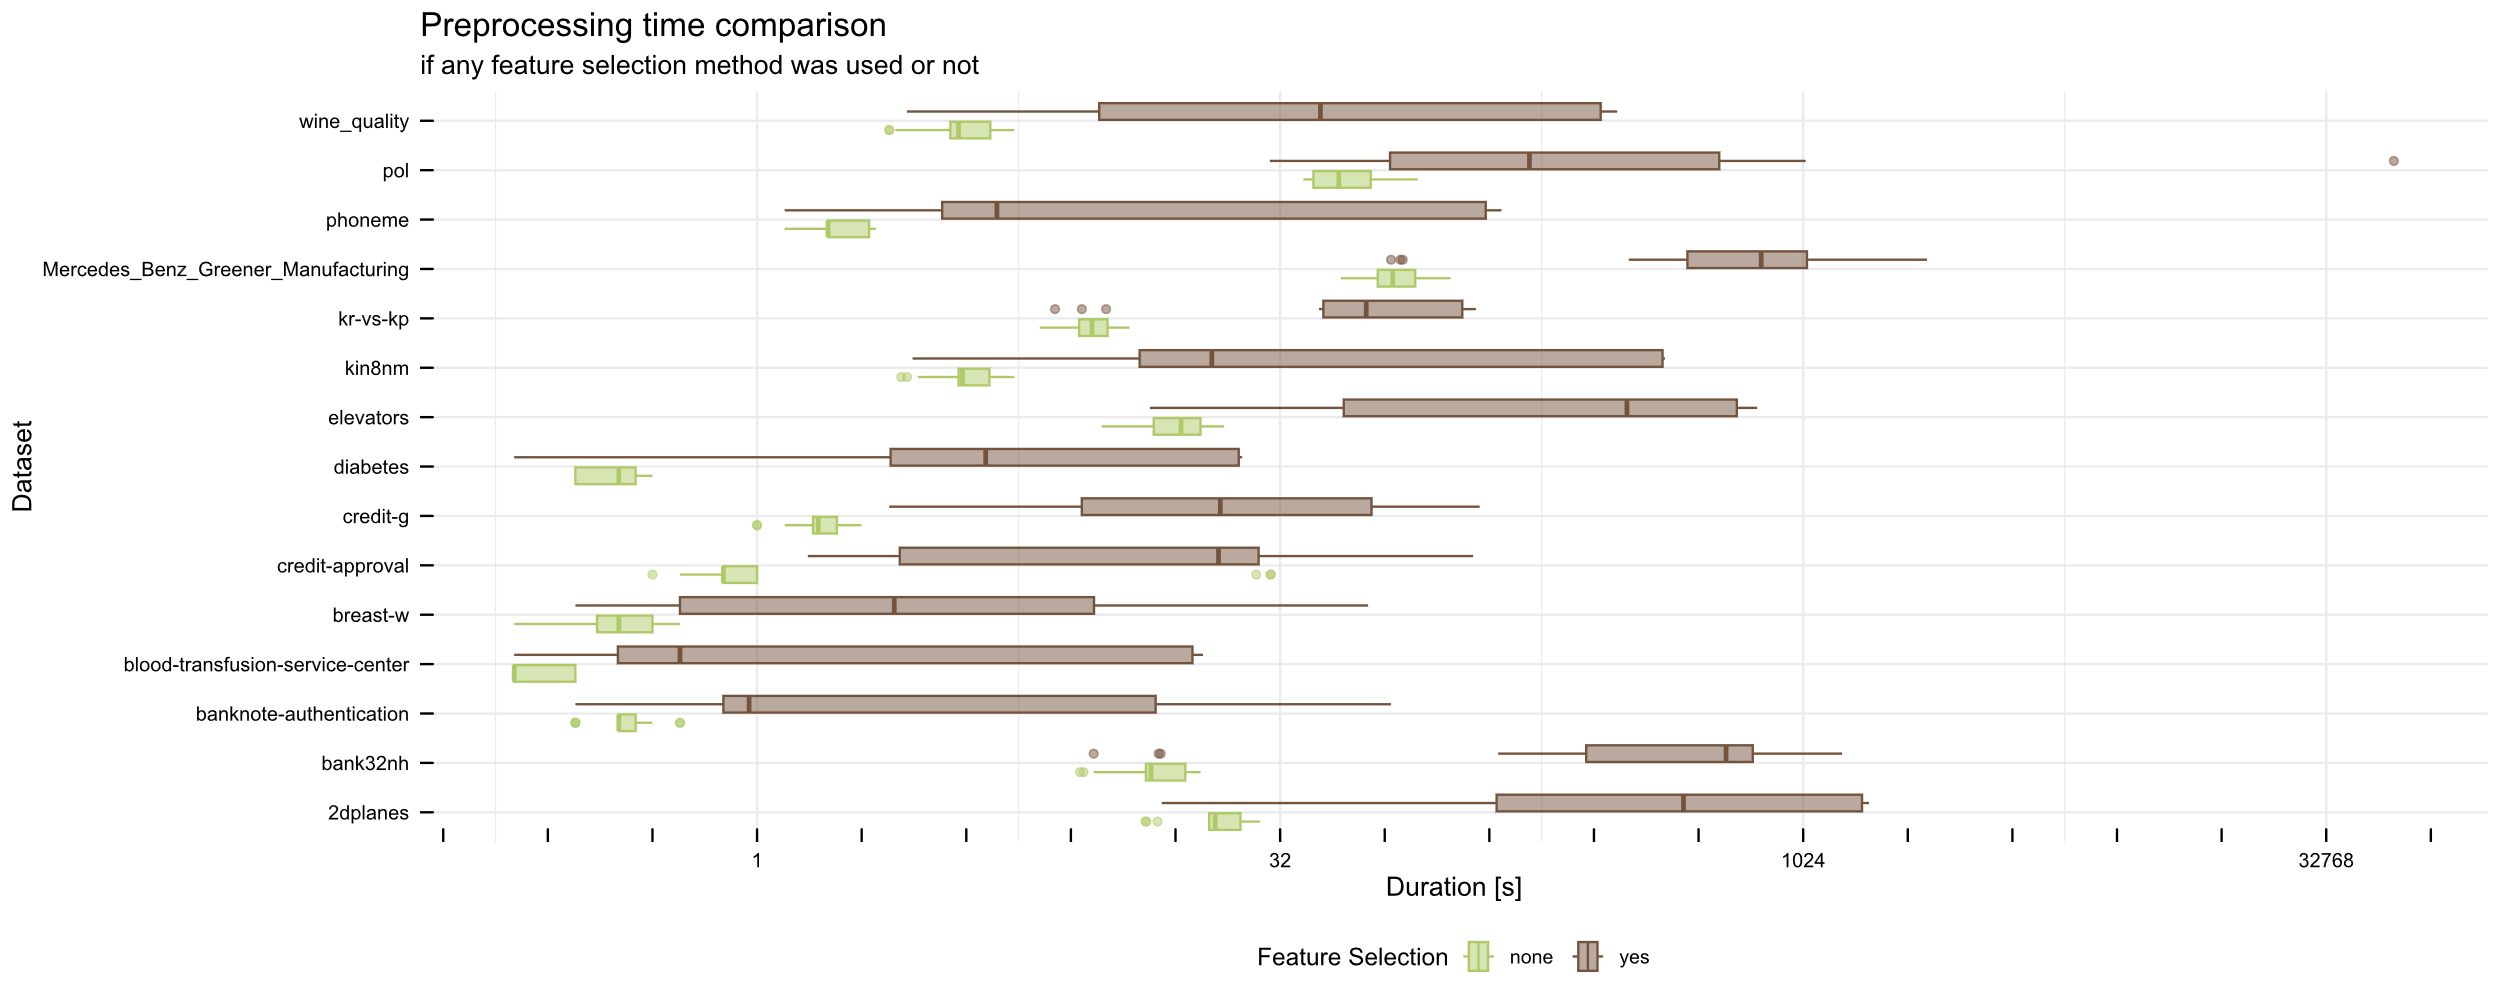 Preprocessing time comparison
if any feature selection method was used or not
Dataset
wine_quality
pol
phoneme
Mercedes_Benz_Greener_Manufacturing
kr-vs-kp
kin8nm
elevators
diabetes
credit-g
credit-approval
breast-w
blood-transfusion-service-center
banknote-authentication
bank32nh
2dplanes
1 32 1024 32768
Duration [s]
Feature Selection none yes